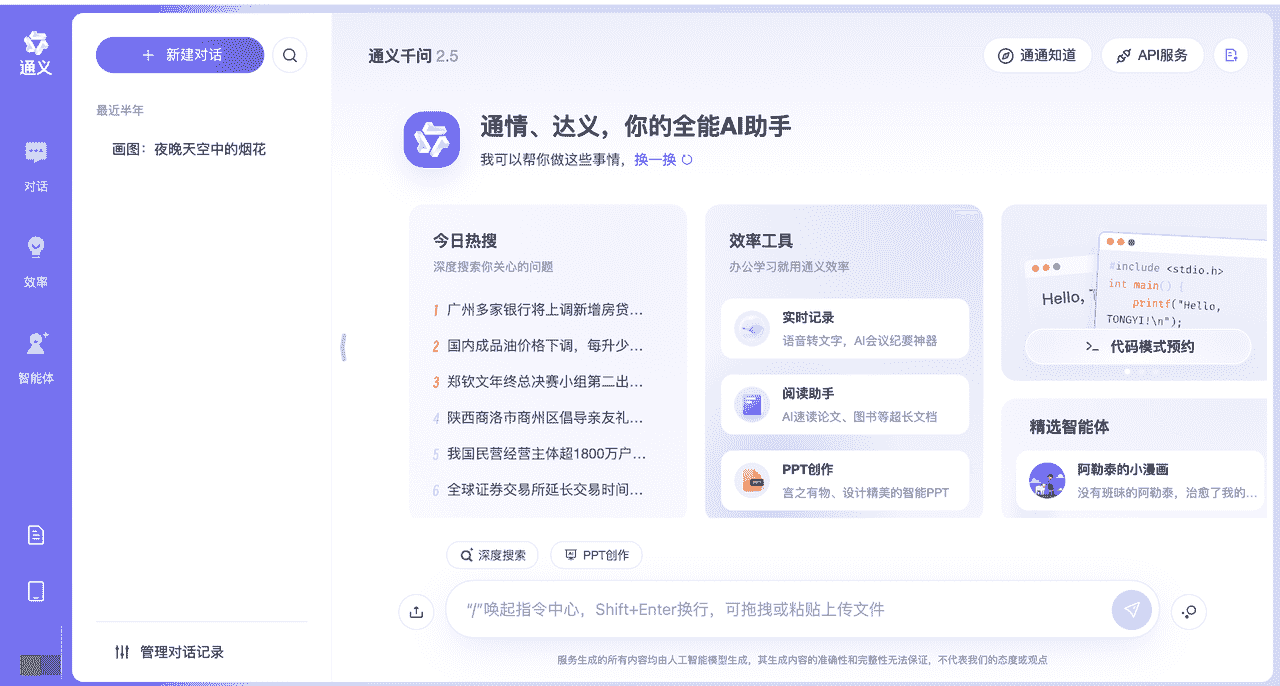 通义
对话
效率
智能体
新建对话
最近半年
画图：夜晚天空中的烟花
管理对话记录
通义千问 2.5
通通知道
API服务
通情、达义，你的全能AI助手
我可以帮你做这些事情，换一换
今日热搜
深度搜索你关心的问题
1 广州多家银行将上调新增房贷...
2 国内成品油价格下调，每升少...
3 郑钦文年终总决赛小组第二出...
4 陕西商洛市商州区倡导亲友礼...
5 我国民营经营主体超1800万户...
6 全球证券交易所延长交易时间...
效率工具
办公学习就用通义效率
实时记录
语音转文字，AI会议纪要神器
阅读助手
AI速读论文、图书等超长文档
PPT创作
言之有物、设计精美的智能PPT
Hello,
#include <stdio.h>
int main() {
printf("Hello,
TONGYI!\n");
>_ 代码模式预约
精选智能体
阿勒泰的小漫画
没有班味的阿勒泰，治愈了我的...
深度搜索
PPT创作
“/”唤起指令中心，Shift+Enter换行，可拖拽或粘贴上传文件
服务生成的所有内容均由人工智能模型生成，其生成内容的准确性和完整性无法保证，不代表我们的态度或观点